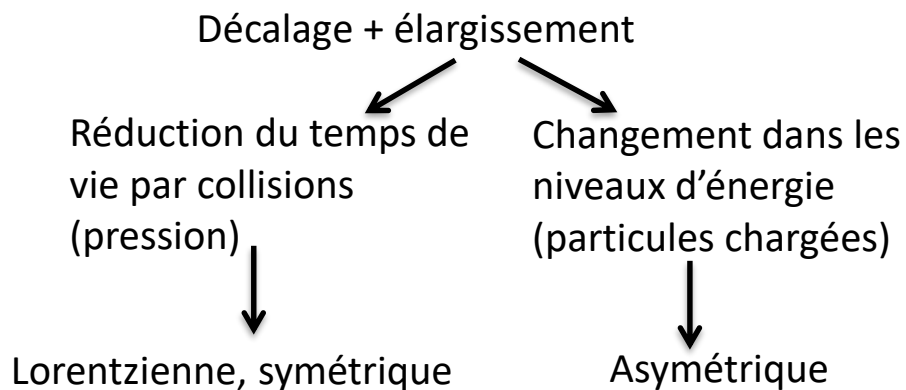 Décalage + élargissement
Réduction du temps de
vie par collisions
(pression)
Changement dans les
niveaux d’énergie
(particules chargées)
Lorentzienne, symétrique
Asymétrique